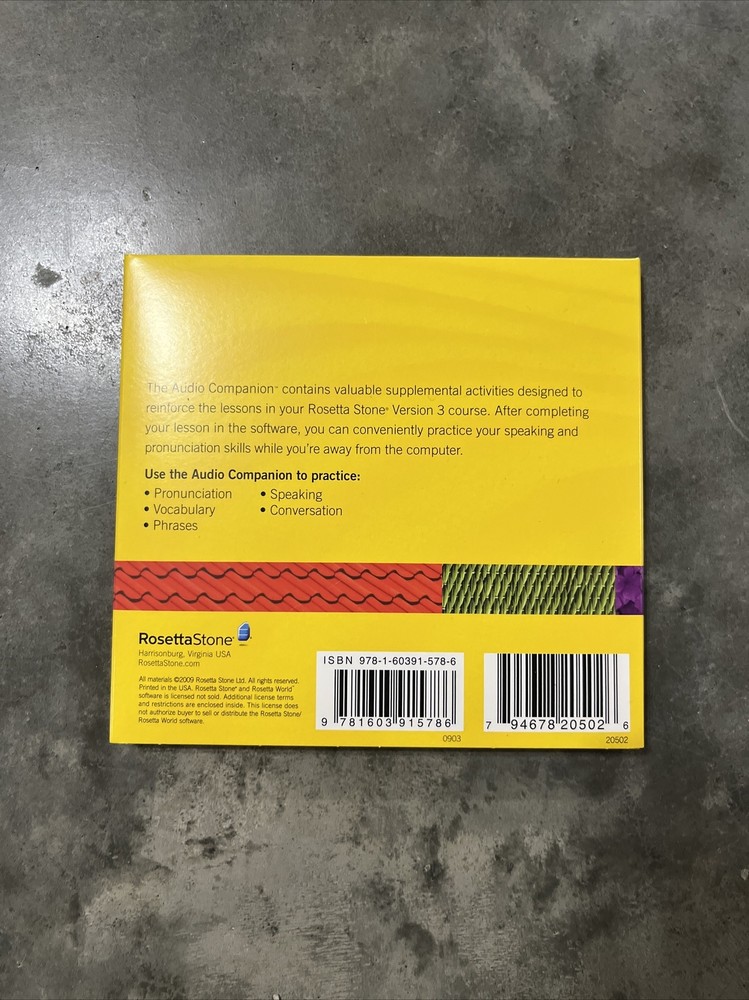 The Audio Companion™ contains valuable supplemental activities designed to
reinforce the lessons in your Rosetta Stone® Version 3 course. After completing
your lesson in the software, you can conveniently practice your speaking and
pronunciation skills while you're away from the computer.
Use the Audio Companion to practice:
• Pronunciation
• Vocabulary
• Phrases
• Speaking
• Conversation
RosettaStone®
Harrisonburg, Virginia USA
RosettaStone.com
All materials ©2009 Rosetta Stone Ltd. All rights reserved.
Printed in the USA. Rosetta Stone® and Rosetta World™
software is licensed not sold. Additional license terms
and restrictions are enclosed inside. This license does
not authorize buyer to sell or distribute the Rosetta Stone/
Rosetta World software.
ISBN 978-1-60391-578-6
9 781603 915786
0903
7 94678 20502 6
20502